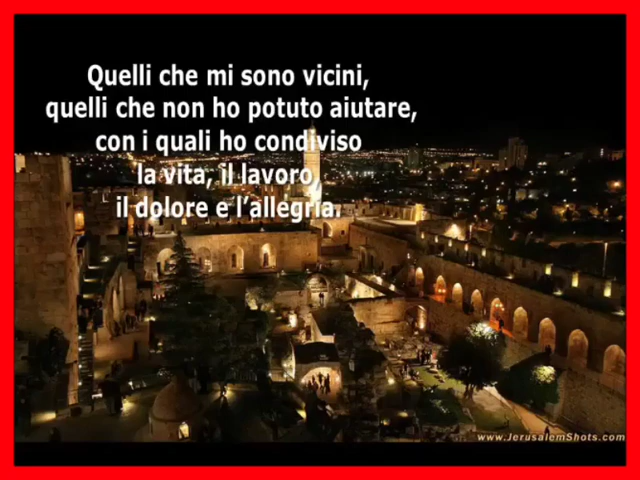 Quelli che mi sono vicini,
quelli che non ho potuto aiutare,
con i quali ho condiviso
la vita, il lavoro
il dolore e l'allegria.
www.JerusalemShots.com